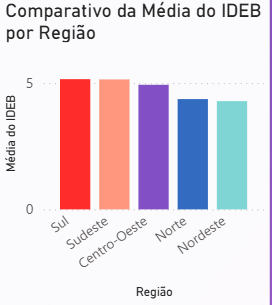 Comparativo da Média do IDEB
por Região
Média do IDEB
5
0
Sul
Sudeste
Centro-Oeste
Norte
Nordeste
Região